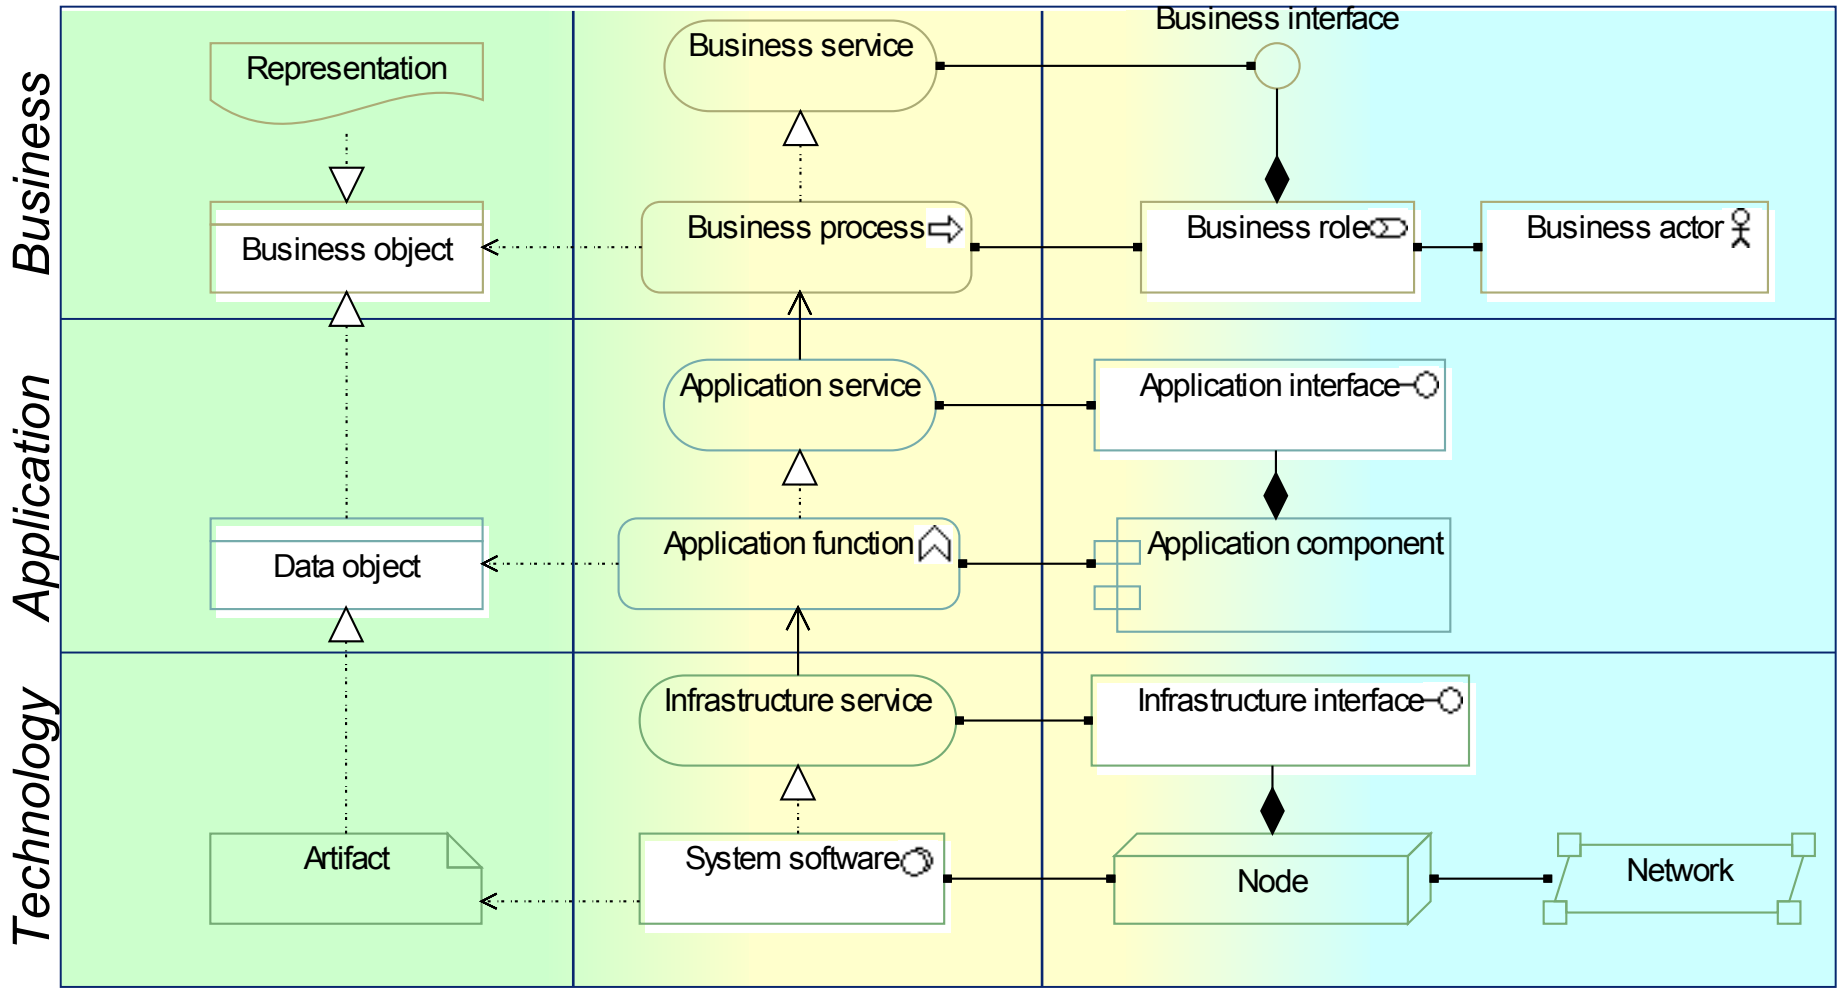 Business
Representation
Business service
Business interface
Business object
Business process
Business role
Business actor
Application
Application service
Application interface
Data object
Application function
Application component
Technology
Infrastructure service
Infrastructure interface
Artifact
System software
Node
Network